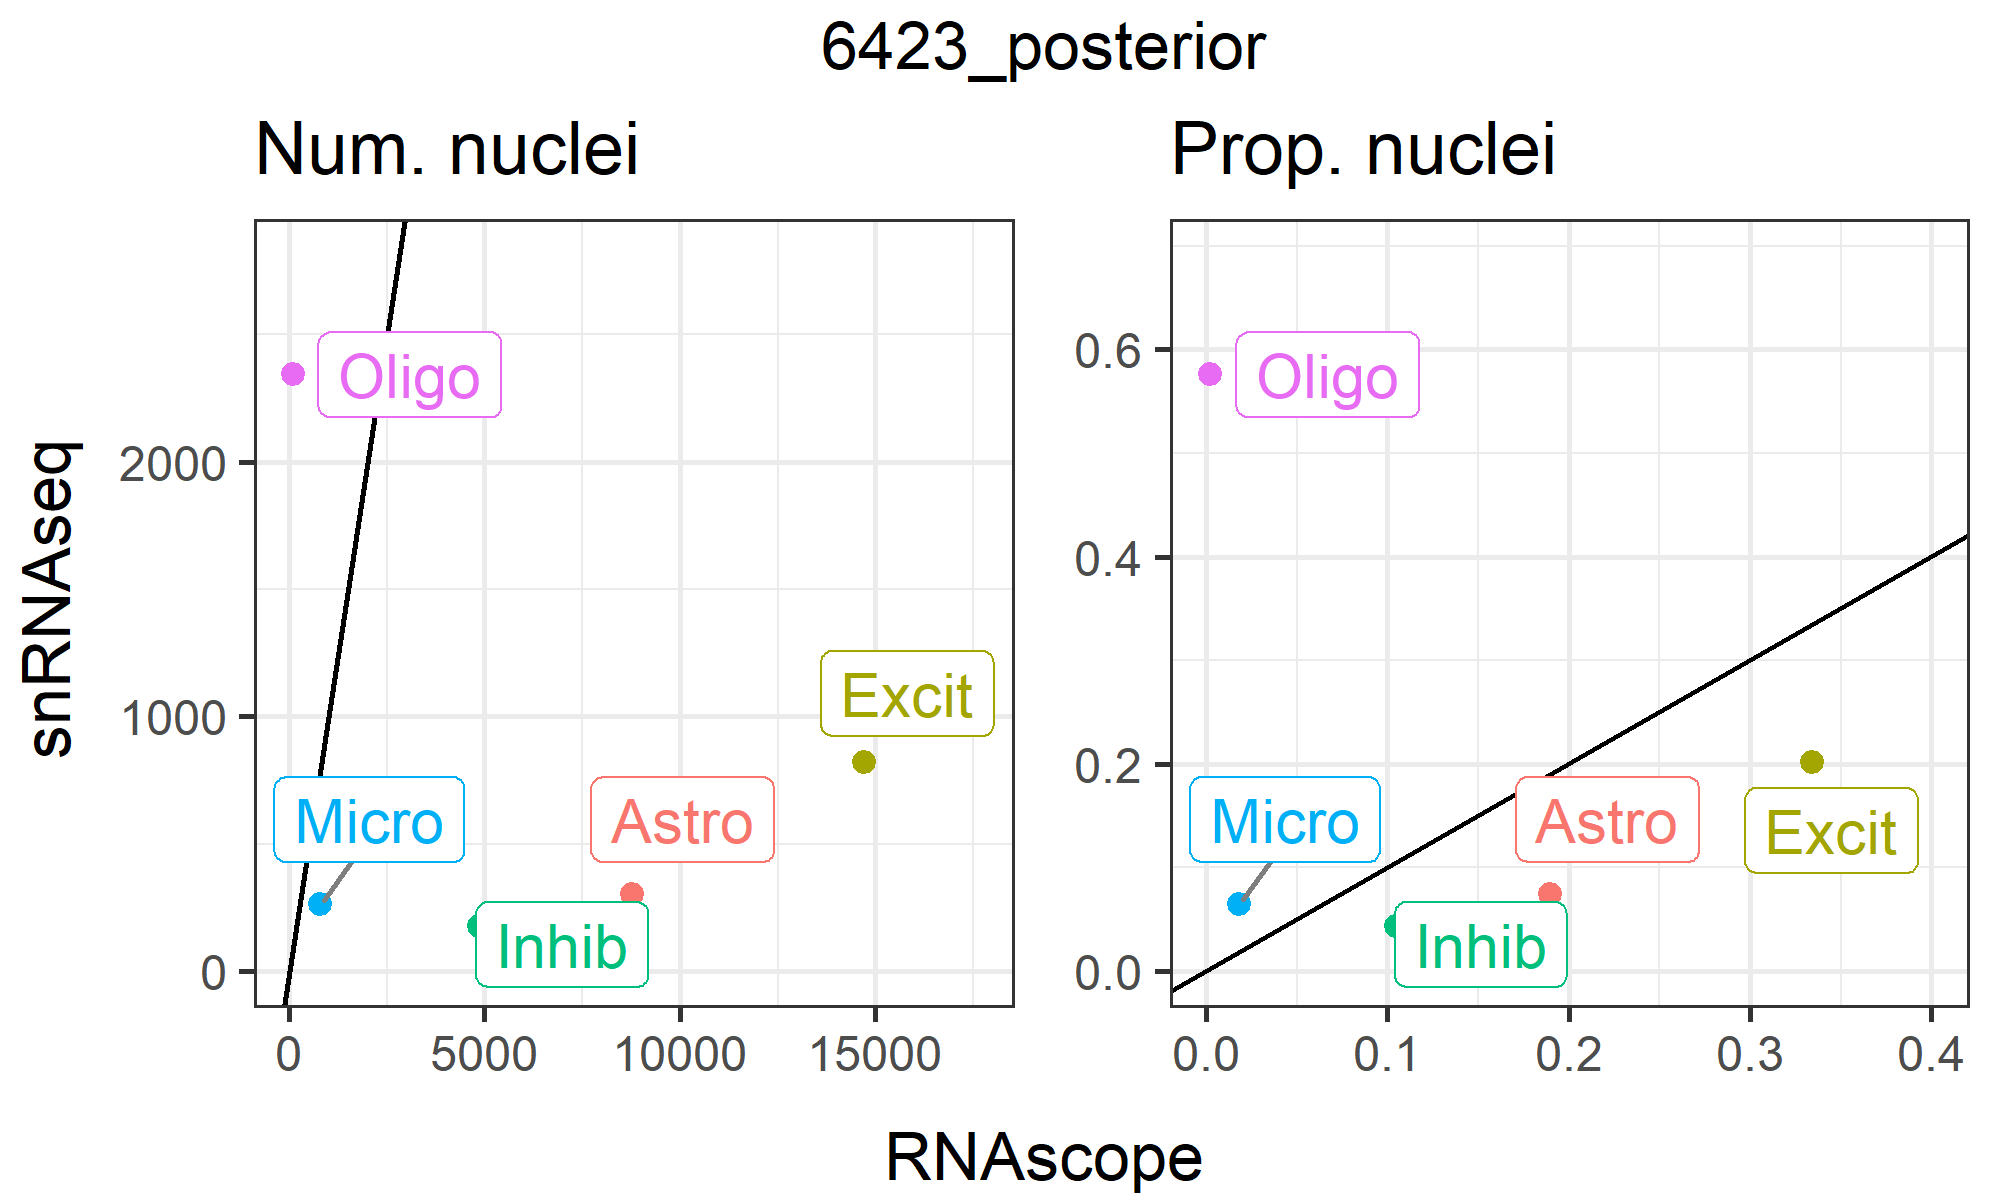 6423_posterior
Num. nuclei
Prop. nuclei
snRNAseq
2000
1000
0
Oligo
Excit
Micro
Astro
Inhib
0
5000
10000
15000
0.6
0.4
0.2
0.0
Oligo
Micro
Astro
Excit
Inhib
0.0
0.1
0.2
0.3
0.4
RNAscope